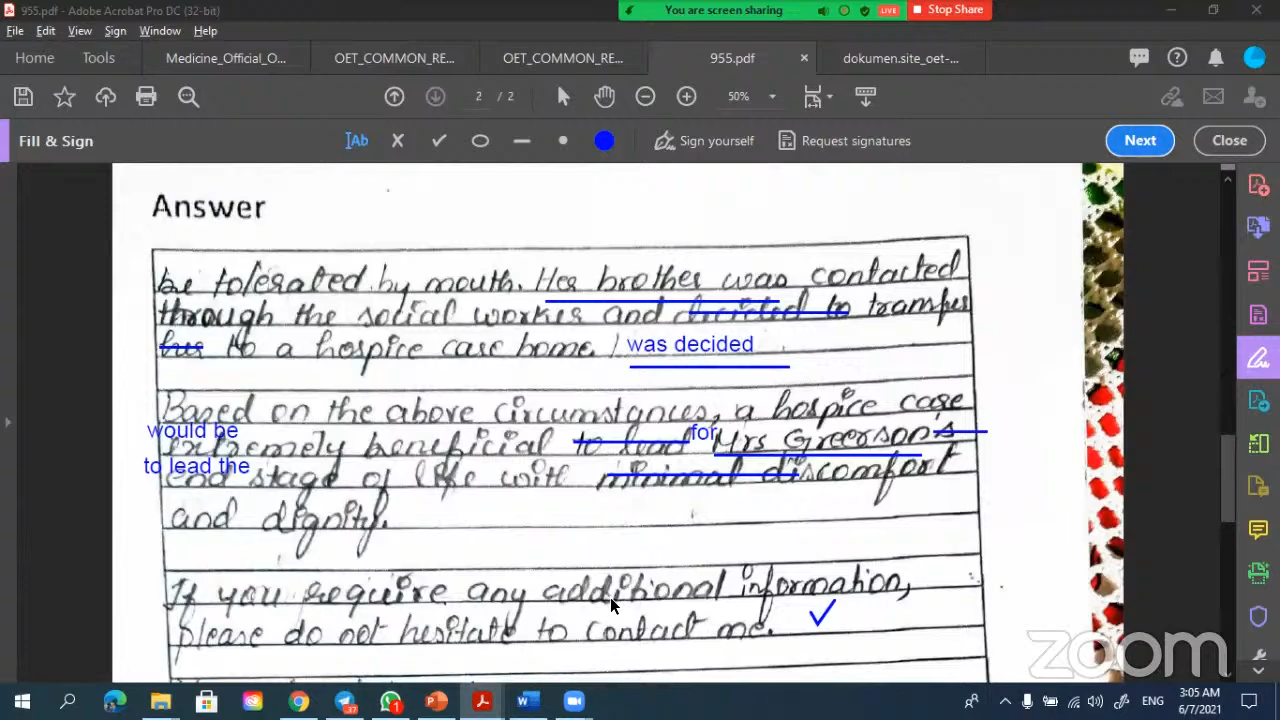 955.pdf - Adobe Acrobat Pro DC (32-bit)
You are screen sharing LIVE Stop Share
File Edit View Sign Window Help
Home Tools Medicine_Official_O... OET_COMMON_RE... OET_COMMON_RE... 955.pdf × dokumen.site_oet-...
2 / 2 50%
Fill & Sign Ab Sign yourself Request signatures Next Close
Answer
be tolerated by mouth. Her brother was contacted
through the social worker and decided to transfer
her to a hospice care home. / was decided
Based on the above circumstances, a hospice care
would be for
extremely beneficial to lead Mrs Greerson's
to lead the
end stage of life with minimal discomfort
and dignity.
If you require any additional information,
please do not hesitate to contact me.
zoom
37 1 ENG 3:05 AM
6/7/2021